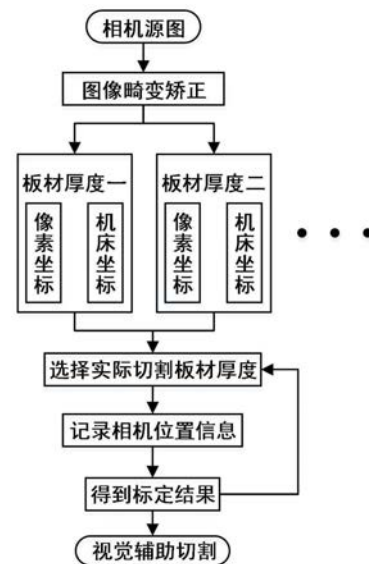 相机源图
图像畸变矫正
板材厚度一
像素坐标
机床坐标
板材厚度二
像素坐标
机床坐标
选择实际切割板材厚度
记录相机位置信息
得到标定结果
视觉辅助切割